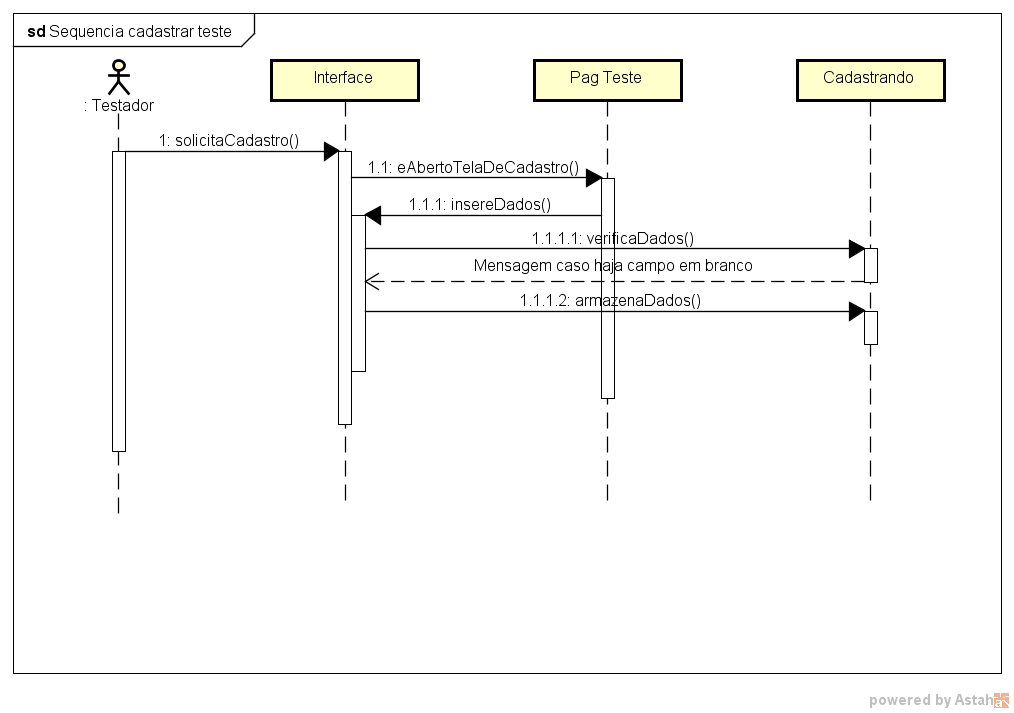 sd Sequencia cadastrar teste
: Testador
Interface
Pag Teste
Cadastrando
1: solicitaCadastro()
1.1: eAbertoTelaDeCadastro()
1.1.1: insereDados()
1.1.1.1: verificaDados()
Mensagem caso haja campo em branco
1.1.1.2: armazenaDados()
powered by Astah